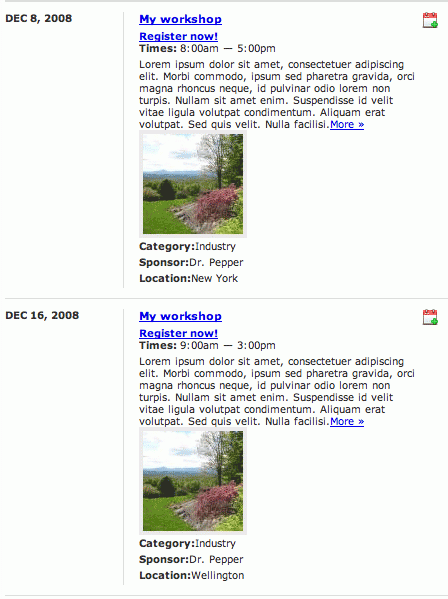 DEC 8, 2008
My workshop
Register now!
Times: 8:00am — 5:00pm
Lorem ipsum dolor sit amet, consectetuer adipiscing
elit. Morbi commodo, ipsum sed pharetra gravida, orci
magna rhoncus neque, id pulvinar odio lorem non
turpis. Nullam sit amet enim. Suspendisse id velit
vitae ligula volutpat condimentum. Aliquam erat
volutpat. Sed quis velit. Nulla facilisi.More »
Category:Industry
Sponsor:Dr. Pepper
Location:New York
DEC 16, 2008
My workshop
Register now!
Times: 9:00am — 3:00pm
Lorem ipsum dolor sit amet, consectetuer adipiscing
elit. Morbi commodo, ipsum sed pharetra gravida, orci
magna rhoncus neque, id pulvinar odio lorem non
turpis. Nullam sit amet enim. Suspendisse id velit
vitae ligula volutpat condimentum. Aliquam erat
volutpat. Sed quis velit. Nulla facilisi.More »
Category:Industry
Sponsor:Dr. Pepper
Location:Wellington